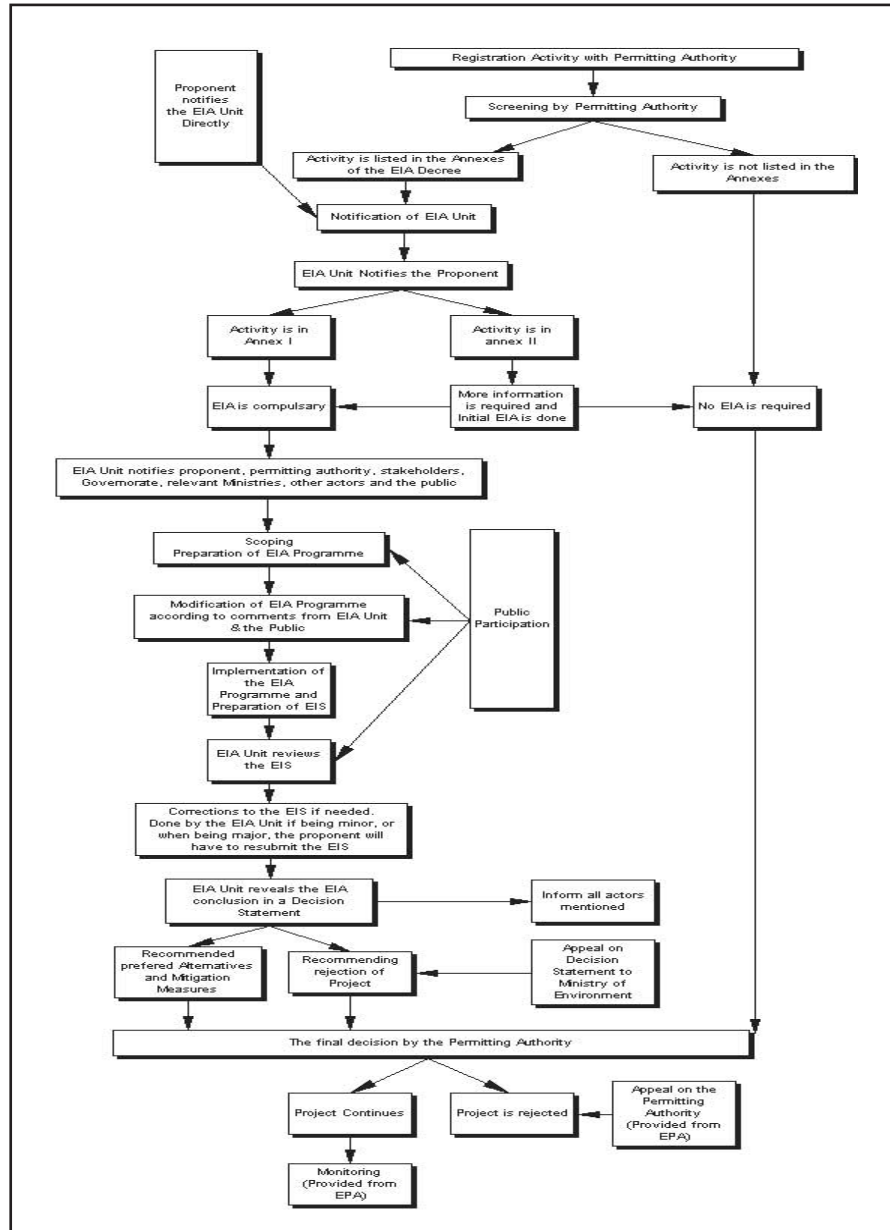 Registration Activity with Permitting Authority
Proponent
notifies
the EIA Unit
Directly
Screening by Permitting Authority
Activity is listed in the Annexes
of the EIA Decree
Activity is not listed in the
Annexes
Notification of EIA Unit
EIA Unit Notifies the Proponent
Activity is in
Annex I
Activity is in
annex II
EIA is compulsary
More information
is required and
Initial EIA is done
No EIA is required
EIA Unit notifies proponent, permitting authority, stakeholders,
Governorate, relevant Ministries, other actors and the public
Scoping
Preparation of EIA Programme
Public
Participation
Modification of EIA Programme
according to comments from EIA Unit
& the Public
Implementation of
the EIA
Programme and
Preparation of EIS
EIA Unit reviews
the EIS
Corrections to the EIS if needed.
Done by the EIA Unit if being minor, or
when being major, the proponent will
have to resubmit the EIS
EIA Unit reveals the EIA
conclusion in a Decision
Statement
Inform all actors
mentioned
Recommended
prefered Alternatives
and Mitigation
Measures
Recommending
rejection of
Project
Appeal on
Decision
Statement to
Ministry of
Environment
The final decision by the Permitting Authority
Project Continues
Project is rejected
Appeal on the
Permitting
Authority
(Provided from
EPA)
Monitoring
(Provided from
EPA)